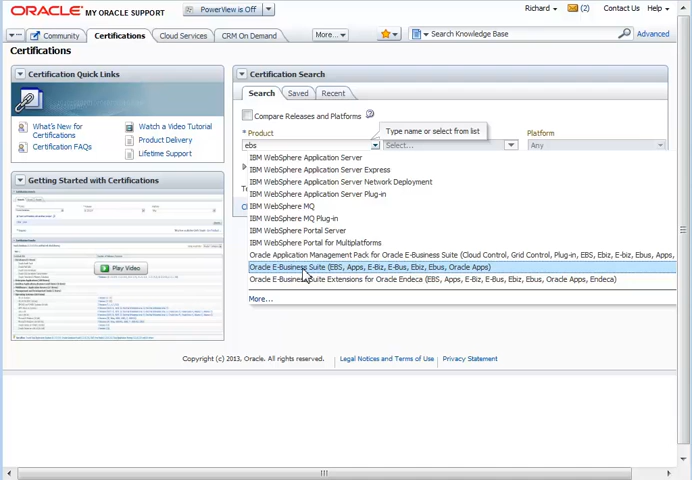 ORACLE MY ORACLE SUPPORT
PowerView is Off
Richard
(2)
Contact Us
Help
Community
Certifications
Cloud Services
CRM On Demand
More...
Search Knowledge Base
Advanced
Certifications
Certification Quick Links
What's New for Certifications
Certification FAQs
Watch a Video Tutorial
Product Delivery
Lifetime Support
Getting Started with Certifications
Play Video
Certification Search
Search
Saved
Recent
Compare Releases and Platforms
* Product
Type name or select from list
Platform
ebs
Select...
Any
IBM WebSphere Application Server
IBM WebSphere Application Server Express
IBM WebSphere Application Server Network Deployment
IBM WebSphere Application Server Plug-in
IBM WebSphere MQ
IBM WebSphere MQ Plug-in
IBM WebSphere Portal Server
IBM WebSphere Portal for Multiplatforms
Oracle Application Management Pack for Oracle E-Business Suite (Cloud Control, Grid Control, Plug-in, EBS, Ebiz, E-biz, Ebus, Apps,
Oracle E-Business Suite (EBS, Apps, E-Biz, E-Bus, Ebiz, Ebus, Oracle Apps)
Oracle E-Business Suite Extensions for Oracle Endeca (EBS, Apps, E-Biz, E-Bus, Ebiz, Ebus, Oracle Apps, Endeca)
More...
Copyright (c) 2013, Oracle. All rights reserved.
Legal Notices and Terms of Use
Privacy Statement